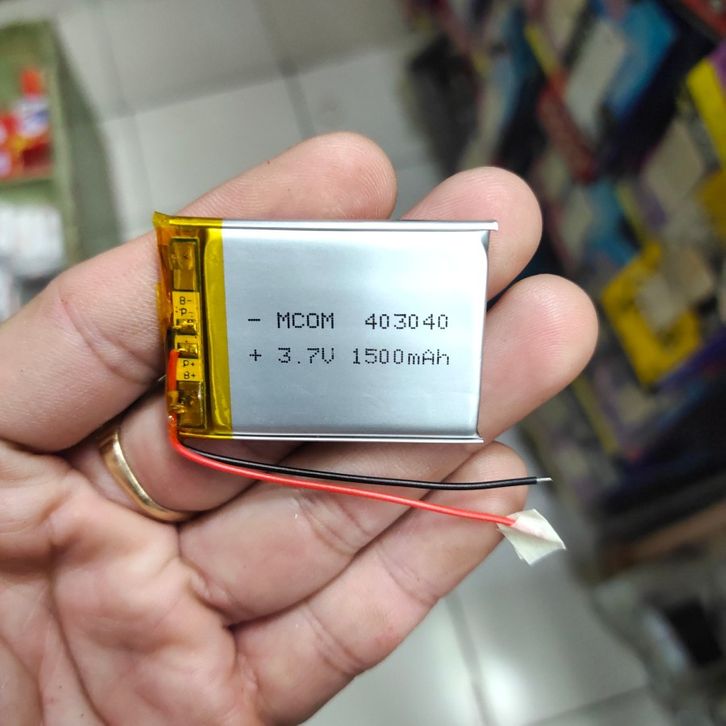 - MCOM 403040
+ 3.7V 1500mAh
B-
P-
P+
B+